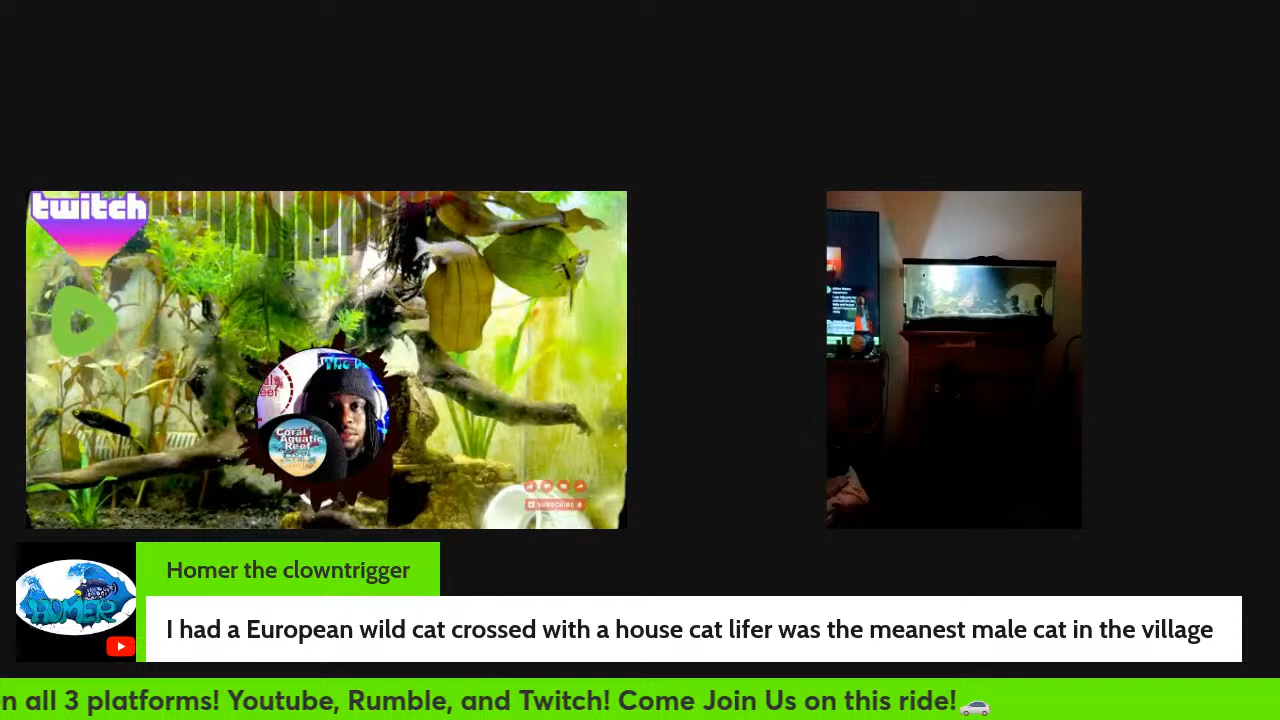 twitch
Coral
Aquatic
Reef
SUBSCRIBE
HOMER
Homer the clowntrigger
I had a European wild cat crossed with a house cat lifer was the meanest male cat in the village
n all 3 platforms! Youtube, Rumble, and Twitch! Come Join Us on this ride!🚗